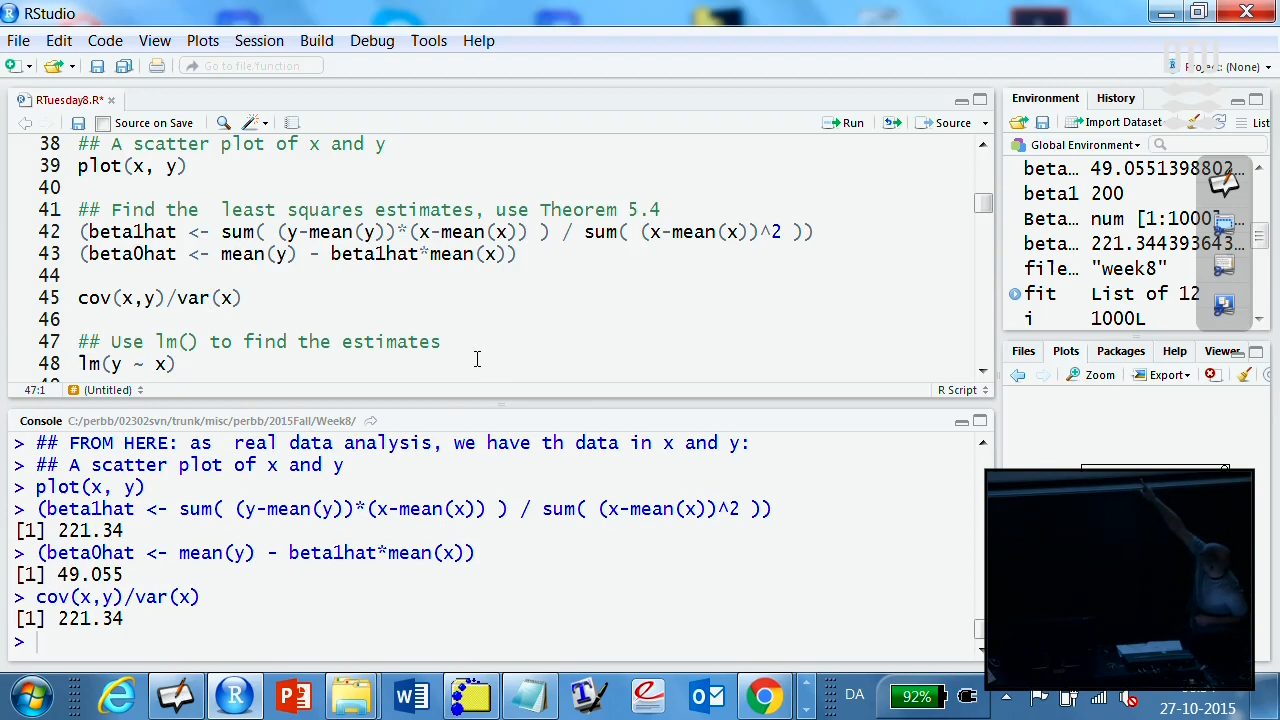 RStudio
File Edit Code View Plots Session Build Debug Tools Help
Go to file/function
Project: (None)
RTuesday8.R*
Source on Save
Run
Source
38 ## A scatter plot of x and y
39 plot(x, y)
40
41 ## Find the  least squares estimates, use Theorem 5.4
42 (beta1hat <- sum( (y-mean(y))*(x-mean(x)) ) / sum( (x-mean(x))^2 ))
43 (beta0hat <- mean(y) - beta1hat*mean(x))
44
45 cov(x,y)/var(x)
46
47 ## Use lm() to find the estimates
48 lm(y ~ x)
47:1
(Untitled)
R Script
Console C:/perbb/02302svn/trunk/misc/perbb/2015Fall/Week8/
> ## FROM HERE: as  real data analysis, we have th data in x and y:
> ## A scatter plot of x and y
> plot(x, y)
> (beta1hat <- sum( (y-mean(y))*(x-mean(x)) ) / sum( (x-mean(x))^2 ))
[1] 221.34
> (beta0hat <- mean(y) - beta1hat*mean(x))
[1] 49.055
> cov(x,y)/var(x)
[1] 221.34
>
Environment History
Import Dataset
List
Global Environment
beta… 49.0551398802…
beta1 200
Beta… num [1:1000]
beta… 221.344393643…
file… "week8"
fit List of 12
i 1000L
Files Plots Packages Help Viewer
Zoom Export
DA
92%
27-10-2015